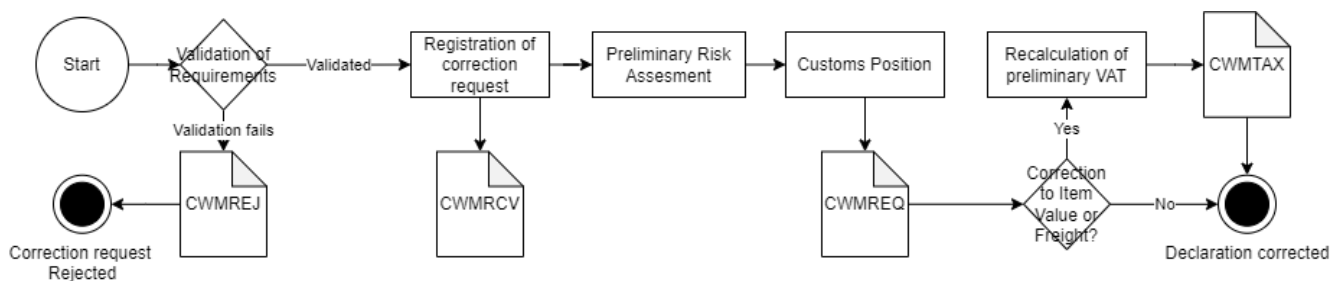 Start
Validation of
Requirements
Validated
Registration of
correction
request
Preliminary Risk
Assesment
Customs Position
Recalculation of
preliminary VAT
CWMTAX
Validation fails
Yes
CWMREJ
CWMRCV
CWMREQ
Correction
to Item
Value or
Freight?
No
Correction request
Rejected
Declaration corrected